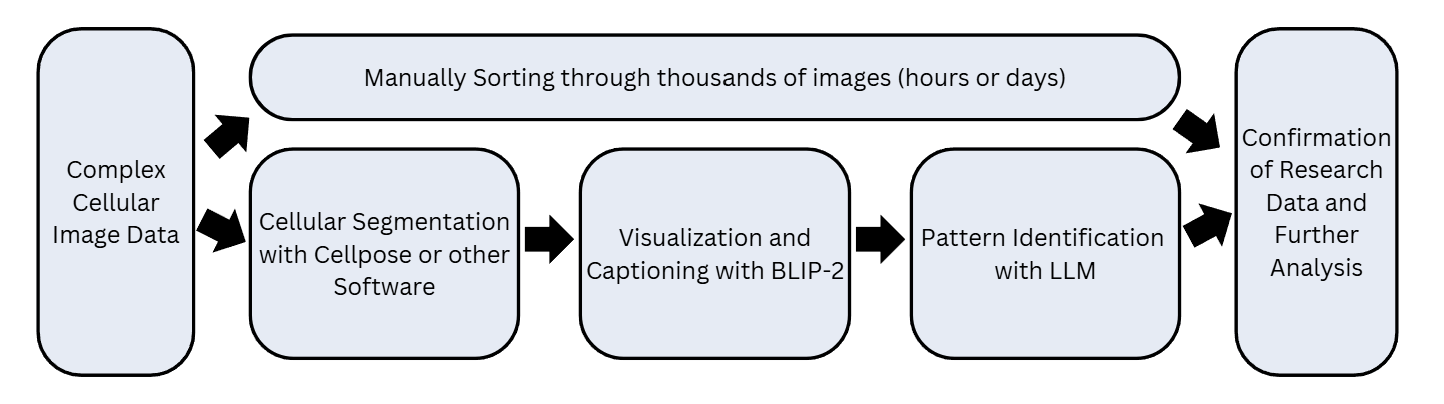 Complex
Cellular
Image Data
Manually Sorting through thousands of images (hours or days)
Cellular Segmentation
with Cellpose or other
Software
Visualization and
Captioning with BLIP-2
Pattern Identification
with LLM
Confirmation
of Research
Data and
Further
Analysis